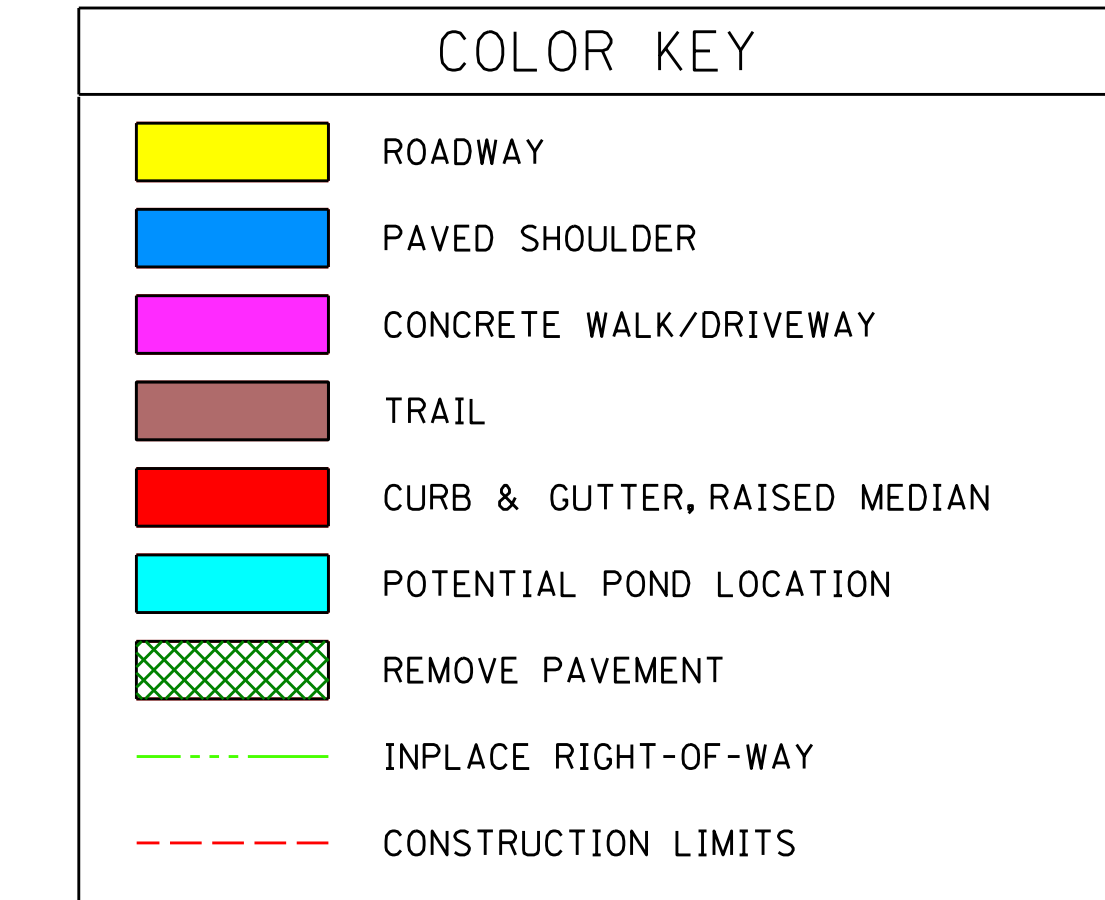 COLOR KEY
ROADWAY
PAVED SHOULDER
CONCRETE WALK/DRIVEWAY
TRAIL
CURB & GUTTER, RAISED MEDIAN
POTENTIAL POND LOCATION
REMOVE PAVEMENT
INPLACE RIGHT-OF-WAY
CONSTRUCTION LIMITS